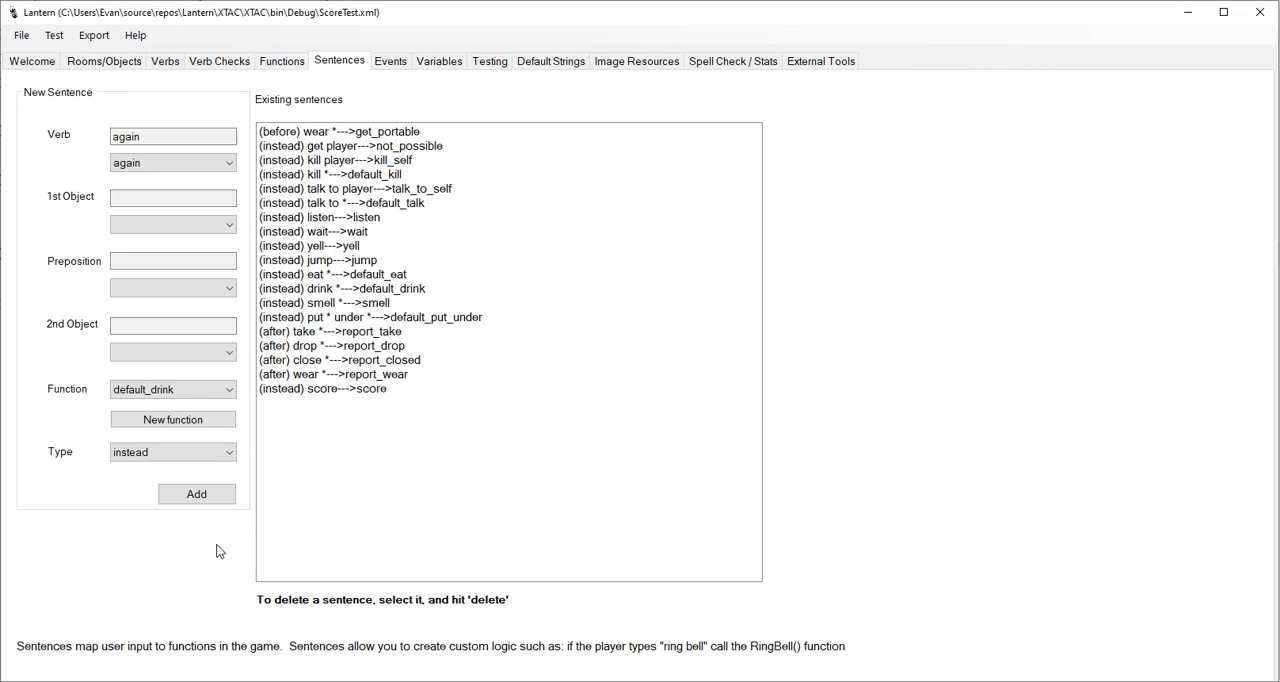 Lantern (C:\Users\Evan\source\repos\Lantern\XTAC\XTAC\bin\Debug\ScoreTest.xml)
File Test Export Help
Welcome Rooms/Objects Verbs Verb Checks Functions Sentences Events Variables Testing Default Strings Image Resources Spell Check / Stats External Tools
New Sentence
Verb again
again
1st Object
Preposition
2nd Object
Function default_drink
New function
Type instead
Add
Existing sentences
(before) wear *--->get_portable
(instead) get player--->not_possible
(instead) kill player--->kill_self
(instead) kill *--->default_kill
(instead) talk to player--->talk_to_self
(instead) talk to *--->default_talk
(instead) listen--->listen
(instead) wait--->wait
(instead) yell--->yell
(instead) jump--->jump
(instead) eat *--->default_eat
(instead) drink *--->default_drink
(instead) smell *--->smell
(instead) put * under *--->default_put_under
(after) take *--->report_take
(after) drop *--->report_drop
(after) close *--->report_closed
(after) wear *--->report_wear
(instead) score--->score
To delete a sentence, select it, and hit 'delete'
Sentences map user input to functions in the game.  Sentences allow you to create custom logic such as: if the player types "ring bell" call the RingBell() function